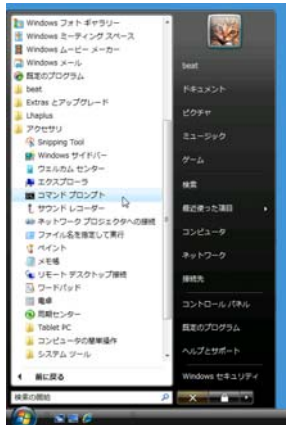 Windows フォト ギャラリー
Windows ミーティング スペース
Windows ムービー メーカー
Windows メール
既定のプログラム
beat
Extras とアップグレード
Lhaplus
アクセサリ
Snipping Tool
Windows サイドバー
ウェルカム センター
エクスプローラ
コマンド プロンプト
サウンド レコーダー
ネットワーク プロジェクタへの接続
ファイル名を指定して実行
ペイント
メモ帳
リモート デスクトップ接続
ワードパッド
電卓
同期センター
Tablet PC
コンピュータの簡単操作
システム ツール
前に戻る
検索の開始
beat
ドキュメント
ピクチャ
ミュージック
ゲーム
検索
最近使った項目
コンピュータ
ネットワーク
接続先
コントロール パネル
既定のプログラム
ヘルプとサポート
Windows セキュリティ